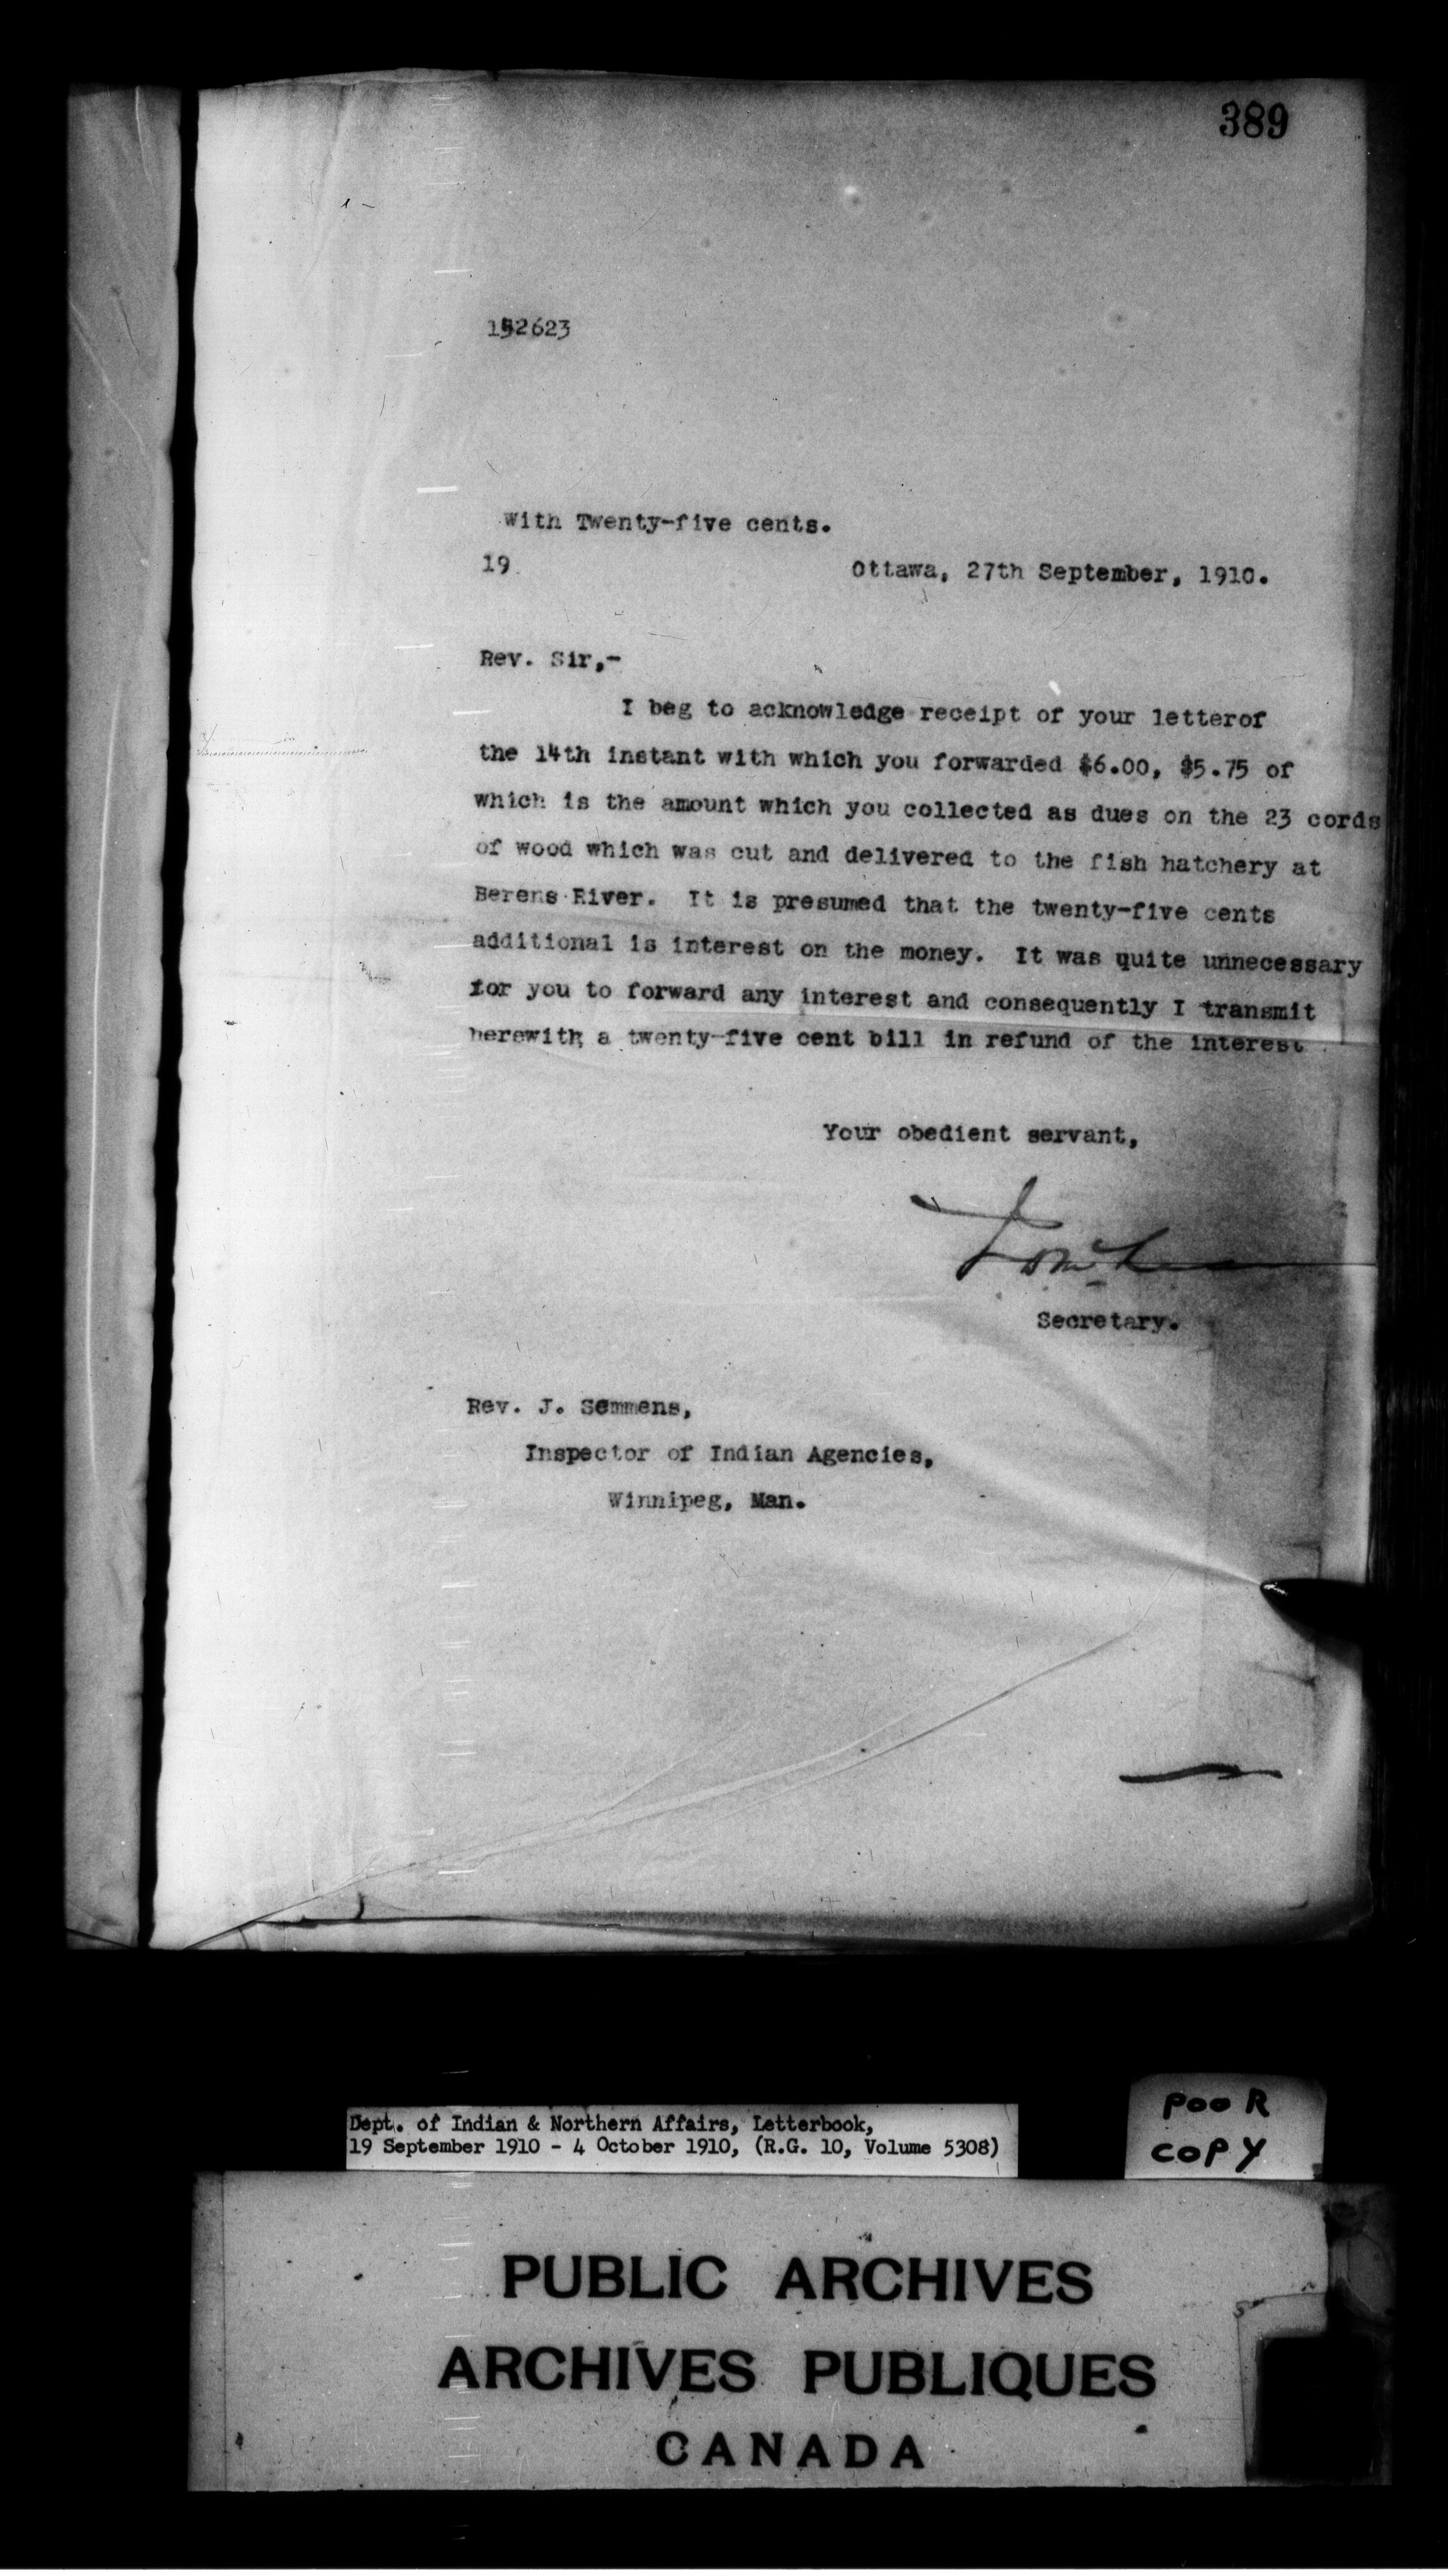 389
152623
With Twenty-five cents.
19
Ottawa, 27th September, 1910.
Rev. Sir,-
I beg to acknowledge receipt of your letterof
the 14th instant with which you forwarded $6.00, $5.75 of
which is the amount which you collected as dues on the 23 cords
of wood which was cut and delivered to the fish hatchery at
Berens River. It is presumed that the twenty-five cents
additional is interest on the money. It was quite unnecessary
for you to forward any interest and consequently I transmit
herewith a twenty-five cent bill in refund of the interest
Your obedient servant,
Secretary.
Rev. J. Semmens,
Inspector of Indian Agencies,
Winnipeg, Man.
Dept. of Indian & Northern Affairs, Letterbook,
19 September 1910 - 4 October 1910, (R.G. 10, Volume 5308)
POOR
COPY
PUBLIC ARCHIVES
ARCHIVES PUBLIQUES
CANADA